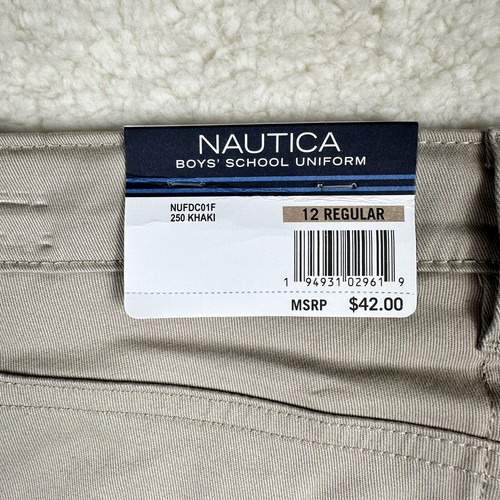 NAUTICA
BOYS' SCHOOL UNIFORM
NUFDC01F
250 KHAKI
12 REGULAR
1 94931 02961 9
MSRP $42.00